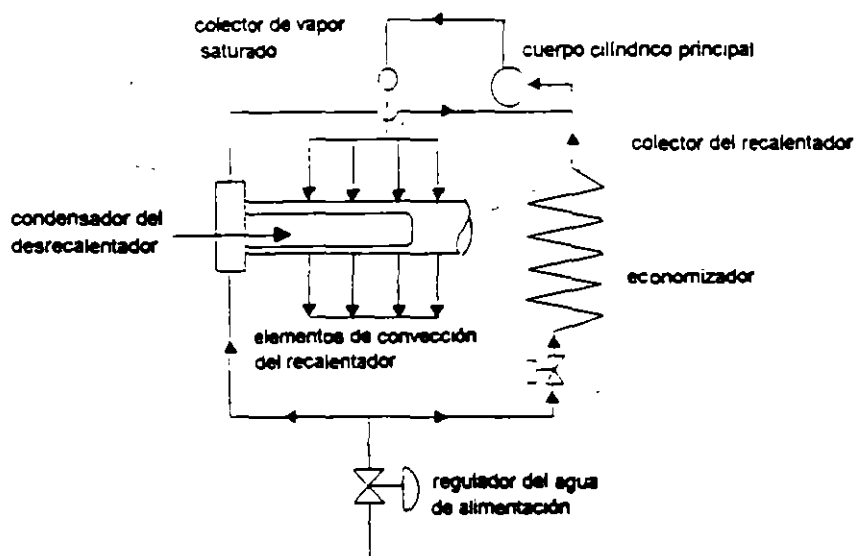 colector de vapor
saturado
cuerpo cilíndrico principal
colector del recalentador
condensador del
desrecalentador
economizador
elementos de convección
del recalentador
regulador del agua
de alimentación